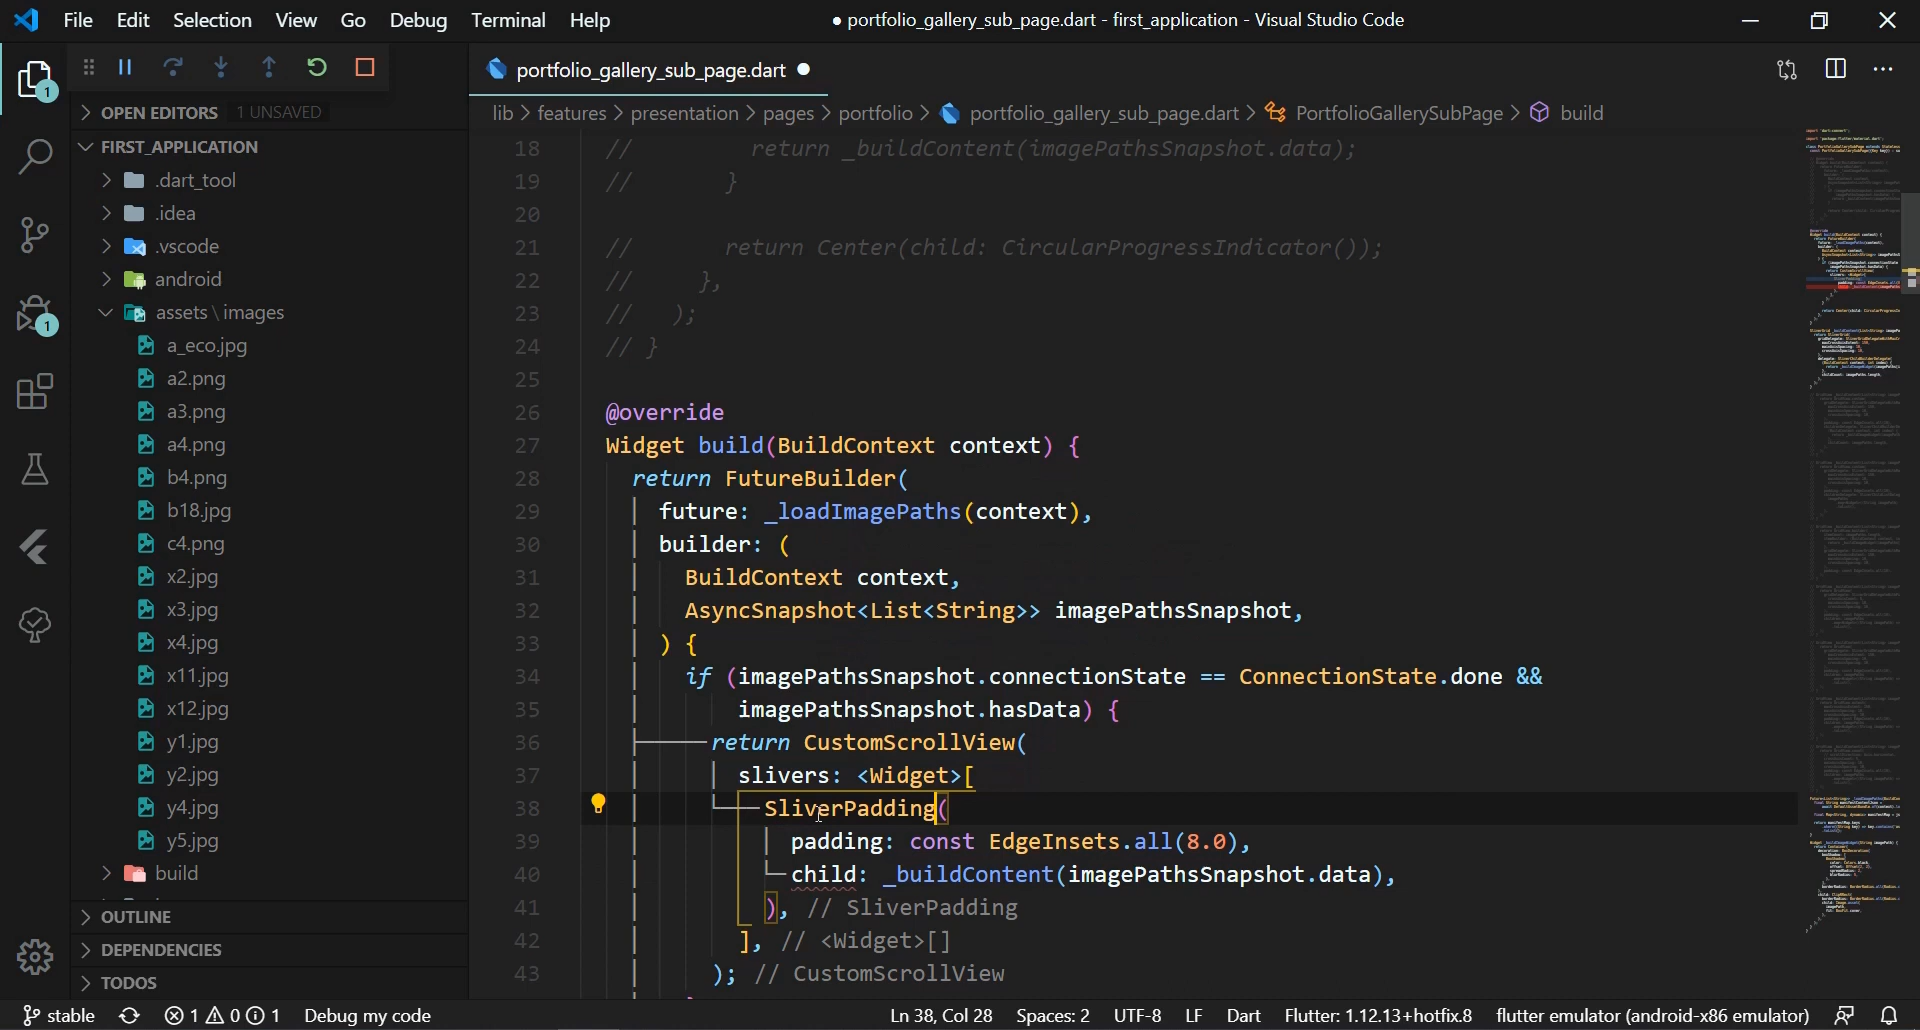 File Edit Selection View Go Debug Terminal Help
● portfolio_gallery_sub_page.dart - first_application - Visual Studio Code
portfolio_gallery_sub_page.dart ●
lib > features > presentation > pages > portfolio > portfolio_gallery_sub_page.dart > PortfolioGallerySubPage > build
1
OPEN EDITORS 1 UNSAVED
FIRST_APPLICATION
.dart_tool
.idea
.vscode
android
1
assets \ images
a_eco.jpg
a2.png
a3.png
a4.png
b4.png
b18.jpg
c4.png
x2.jpg
x3.jpg
x4.jpg
x11.jpg
x12.jpg
y1.jpg
y2.jpg
y4.jpg
y5.jpg
build
OUTLINE
DEPENDENCIES
TODOS
18 // return _buildContent(imagePathsSnapshot.data);
19 // }
20
21 // return Center(child: CircularProgressIndicator());
22 // },
23 // );
24 // }
25
26 @override
27 Widget build(BuildContext context) {
28 return FutureBuilder(
29 future: _loadImagePaths(context),
30 builder: (
31 BuildContext context,
32 AsyncSnapshot<List<String>> imagePathsSnapshot,
33 ) {
34 if (imagePathsSnapshot.connectionState == ConnectionState.done &&
35 imagePathsSnapshot.hasData) {
36 return CustomScrollView(
37 slivers: <Widget>[
38 SliverPadding(
39 padding: const EdgeInsets.all(8.0),
40 child: _buildContent(imagePathsSnapshot.data),
41 ), // SliverPadding
42 ], // <Widget>[]
43 ); // CustomScrollView
stable 1 0 1 Debug my code Ln 38, Col 28 Spaces: 2 UTF-8 LF Dart Flutter: 1.12.13+hotfix.8 flutter emulator (android-x86 emulator)